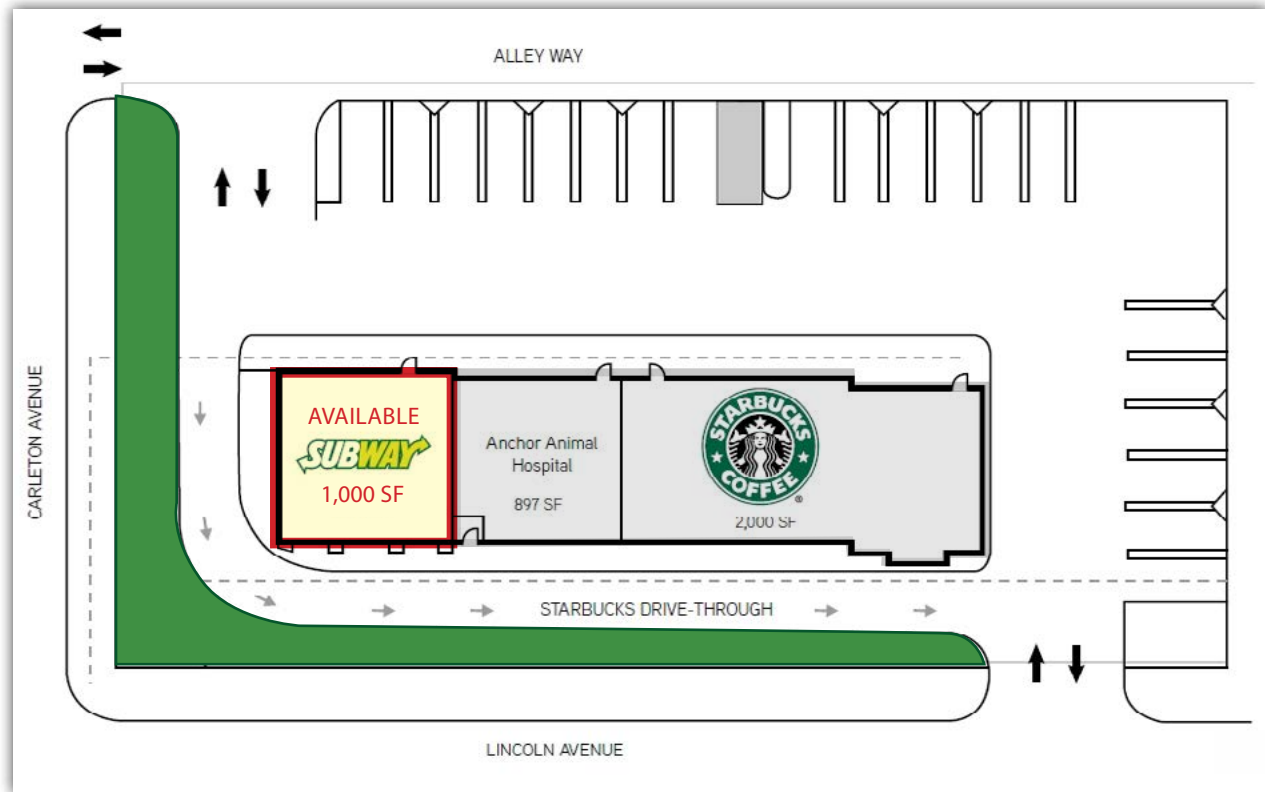 ALLEY WAY
CARLETON AVENUE
AVAILABLE
SUBWAY
1,000 SF
Anchor Animal
Hospital
897 SF
STARBUCKS
COFFEE
®
2,000 SF
STARBUCKS DRIVE-THROUGH
LINCOLN AVENUE